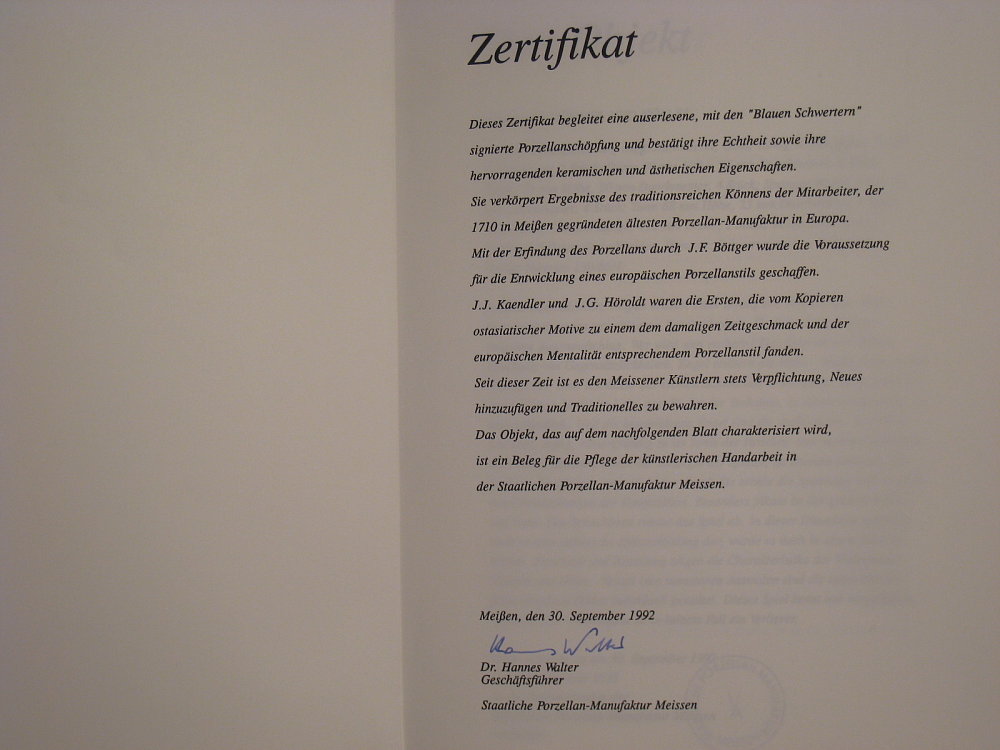 Zertifikat
Dieses Zertifikat begleitet eine auserlesene, mit den "Blauen Schwertern"
signierte Porzellanschöpfung und bestätigt ihre Echtheit sowie ihre
hervorragenden keramischen und ästhetischen Eigenschaften.
Sie verkörpert Ergebnisse des traditionsreichen Könnens der Mitarbeiter, der
1710 in Meißen gegründeten ältesten Porzellan-Manufaktur in Europa.
Mit der Erfindung des Porzellans durch J.F. Böttger wurde die Voraussetzung
für die Entwicklung eines europäischen Porzellanstils geschaffen.
J.J. Kaendler und J.G. Höroldt waren die Ersten, die vom Kopieren
ostasiatischer Motive zu einem dem damaligen Zeitgeschmack und der
europäischen Mentalität entsprechendem Porzellanstil fanden.
Seit dieser Zeit ist es den Meissener Künstlern stets Verpflichtung, Neues
hinzuzufügen und Traditionelles zu bewahren.
Das Objekt, das auf dem nachfolgenden Blatt charakterisiert wird,
ist ein Beleg für die Pflege der künstlerischen Handarbeit in
der Staatlichen Porzellan-Manufaktur Meissen.
Meißen, den 30. September 1992
Dr. Hannes Walter
Geschäftsführer
Staatliche Porzellan-Manufaktur Meissen